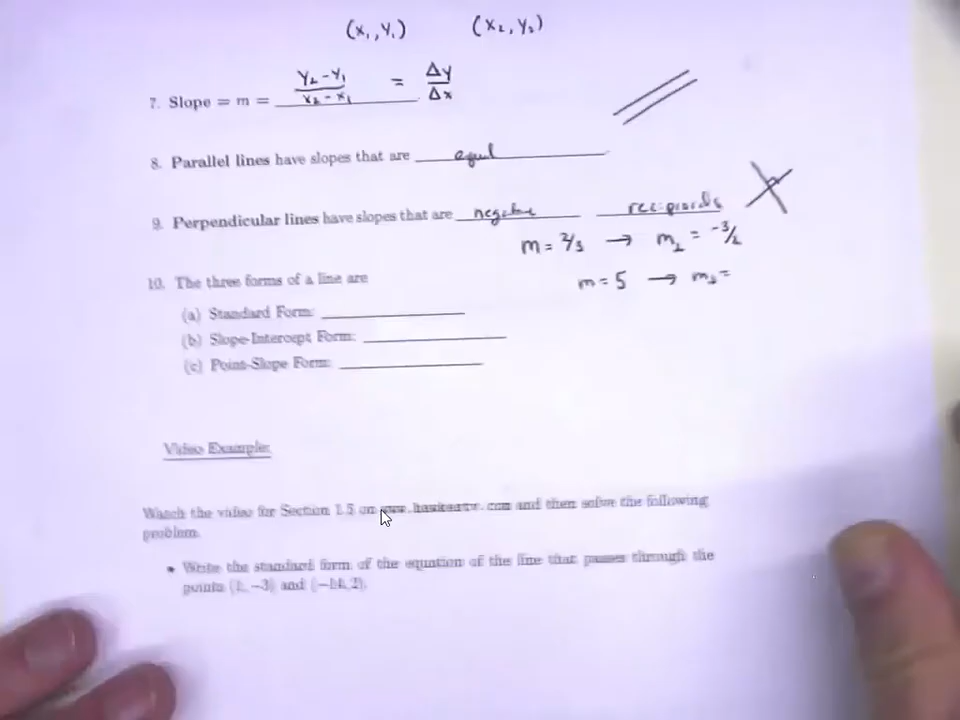 (x₁, y₁) (x₂, y₂)
7. Slope = m = y₂ - y₁ / x₂ - x₁ = Δy / Δx
8. Parallel lines have slopes that are equal
9. Perpendicular lines have slopes that are negative reciprocals
m = 2/3 → m⊥ = -3/2
m = 5 → m⊥ =
10. The three forms of a line are
(a) Standard Form:
(b) Slope-Intercept Form:
(c) Point-Slope Form:
Video Example:
Watch the video for Section 1.5 on and then solve the following
problem.
• Write the standard form of the equation of the line that passes through the
points and